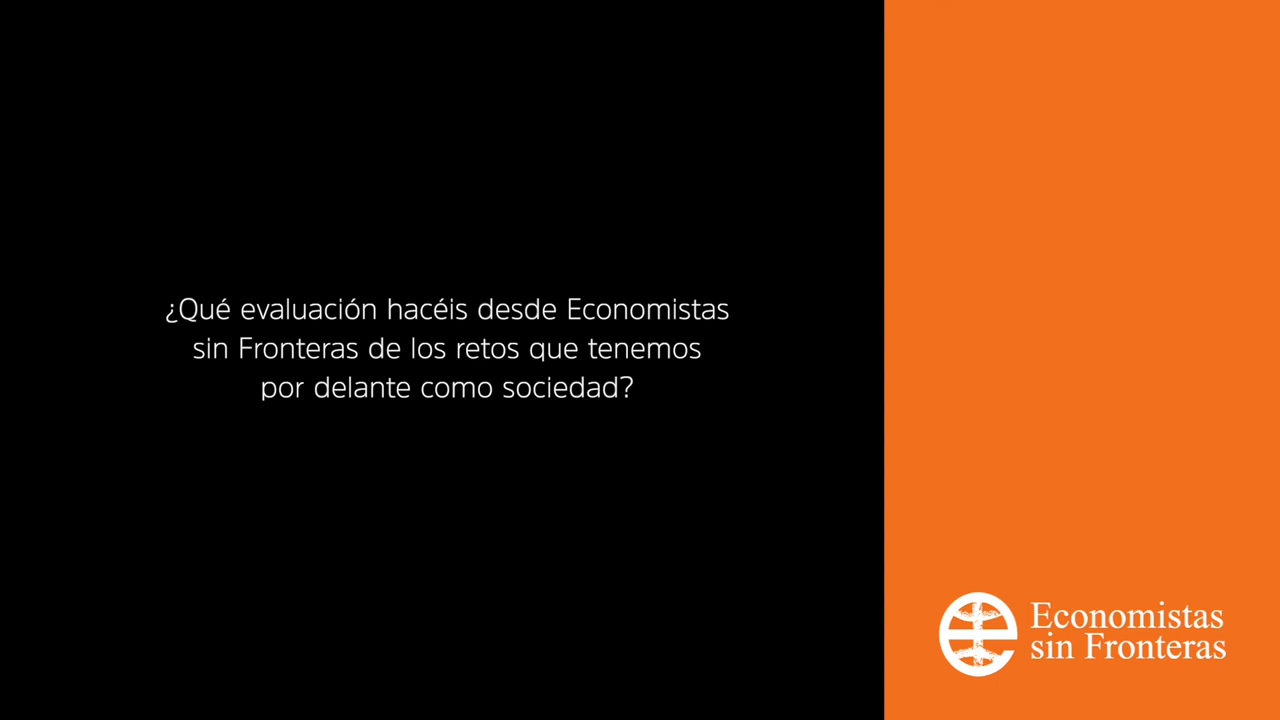 ¿Qué evaluación hacéis desde Economistas
sin Fronteras de los retos que tenemos
por delante como sociedad?
Economistas
sin Fronteras